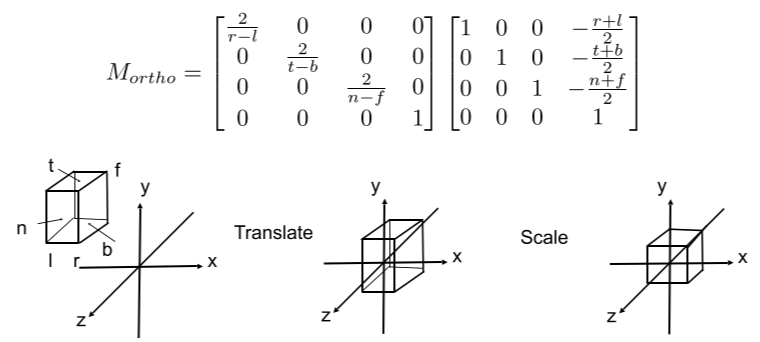 M_{ortho} = \begin{bmatrix} \frac{2}{r-l} & 0 & 0 & 0 \\ 0 & \frac{2}{t-b} & 0 & 0 \\ 0 & 0 & \frac{2}{n-f} & 0 \\ 0 & 0 & 0 & 1 \end{bmatrix} \begin{bmatrix} 1 & 0 & 0 & -\frac{r+l}{2} \\ 0 & 1 & 0 & -\frac{t+b}{2} \\ 0 & 0 & 1 & -\frac{n+f}{2} \\ 0 & 0 & 0 & 1 \end{bmatrix}
t f
n
l r b
y
x
z
Translate
y
x
z
Scale
y
x
z